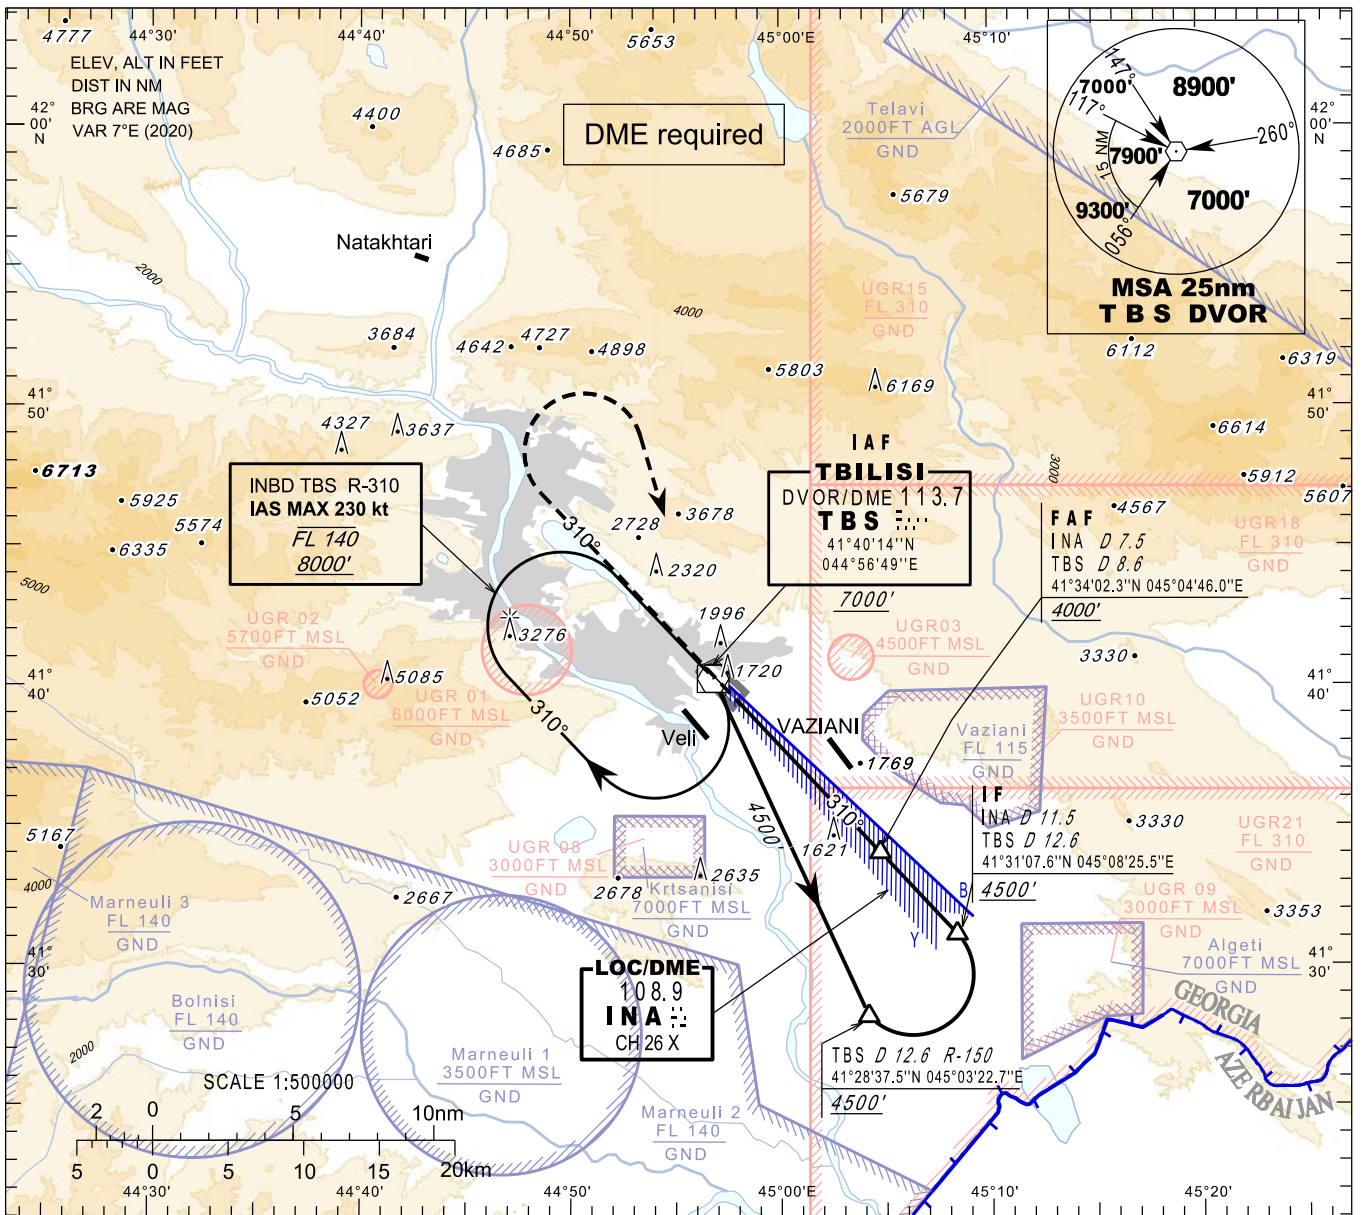 4777
44°30'
44°40'
44°50'
5653
45°00'E
45°10'
ELEV, ALT IN FEET
DIST IN NM
BRG ARE MAG
VAR 7°E (2020)
42°
00'
N
4400
4685
DME required
Telavi
2000FT AGL
GND
5679
147°
7000'
117°
8900'
260°
15 NM
7900'
7000'
9300'
056°
MSA 25nm
TBS DVOR
42°
00'
N
Natakhtari
2000
4000
UGR15
FL 310
GND
3684
4642
4727
4898
5803
6169
6112
6319
41°
50'
41°
50'
4327
3637
6713
5925
5574
6335
5000
INBD TBS R-310
IAS MAX 230 kt
FL 140
8000'
310°
2728
3678
2320
IAF
TBILISI
DVOR/DME 113.7
TBS
41°40'14"N
044°56'49"E
7000'
3000
6614
5912
5607
4567
UGR18
FL 310
GND
FAF
INA D 7.5
TBS D 8.6
41°34'02.3"N 045°04'46.0"E
4000'
UGR 02
5700FT MSL
GND
3276
1996
1720
UGR03
4500FT MSL
GND
3330
41°
40'
41°
40'
5085
5052
UGR 01
6000FT MSL
GND
310°
Veli
VAZIANI
1769
Vaziani
FL 115
GND
UGR10
3500FT MSL
GND
IF
INA D 11.5
TBS D 12.6
41°31'07.6"N 045°08'25.5"E
4500'
4500'
310°
1621
3330
UGR21
FL 310
GND
5167
4000
UGR 08
3000FT MSL
GND
2678
2635
Krtsanisi
7000FT MSL
GND
2667
Marneuli 3
FL 140
GND
B
Y
UGR 09
3000FT MSL
GND
3353
Algeti
7000FT MSL
GND
41°
30'
41°
30'
LOC/DME
108.9
INA
CH 26 X
Bolnisi
FL 140
GND
2000
GEORGIA
AZERBAIJAN
TBS D 12.6 R-150
41°28'37.5"N 045°03'22.7"E
4500'
Marneuli 1
3500FT MSL
GND
Marneuli 2
FL 140
GND
SCALE 1:500000
2 0 5 10nm
5 0 5 10 15 20km
44°30'
44°40'
44°50'
45°00'E
45°10'
45°20'